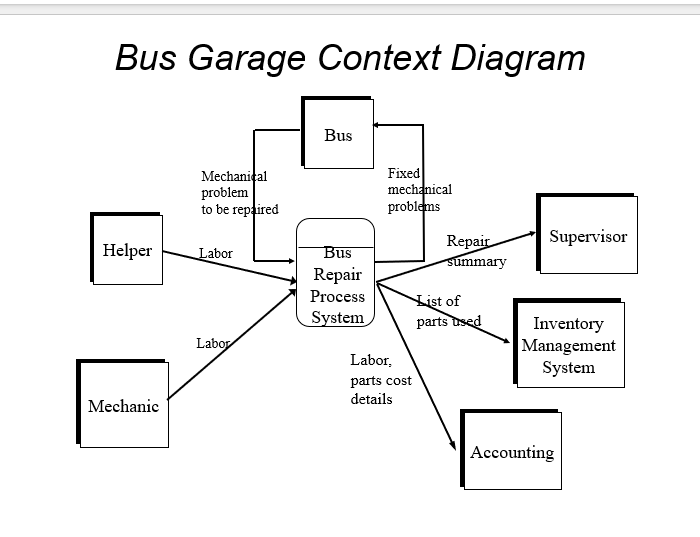 Bus Garage Context Diagram
Bus
Mechanical
problem
to be repaired
Fixed
mechanical
problems
Helper
Labor
Bus
Repair
Process
System
Repair
summary
Supervisor
List of
parts used
Inventory
Management
System
Labor
Mechanic
Labor,
parts cost
details
Accounting